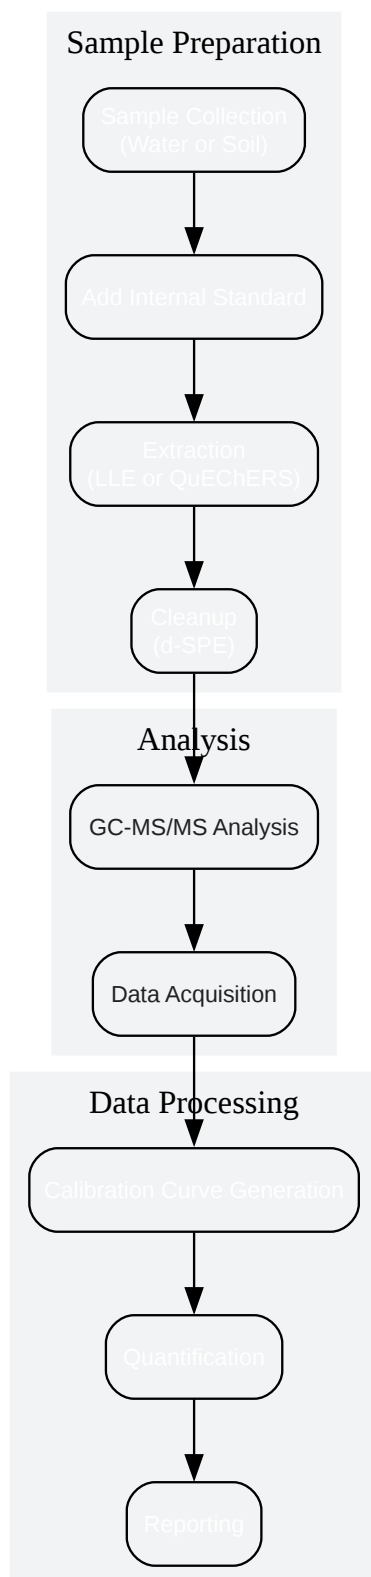 Sample Preparation
Sample Collection
(Water or Soil)
Add Internal Standard
Extraction
(LLE or QuEChERS)
Cleanup
(d-SPE)
Analysis
GC-MS/MS Analysis
Data Acquisition
Data Processing
Calibration Curve Generation
Quantification
Reporting